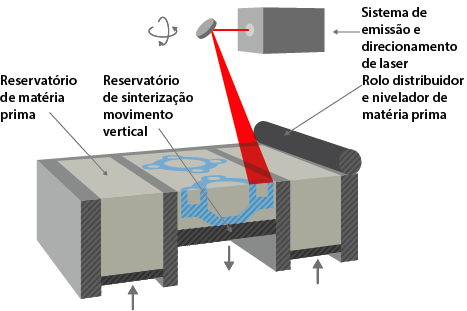 Sistema de
emissão e
direcionamento
de laser
Rolo distribuidor
e nivelador de
matéria prima
Reservatório
de matéria
prima
Reservatório
de sinterização
movimento
vertical